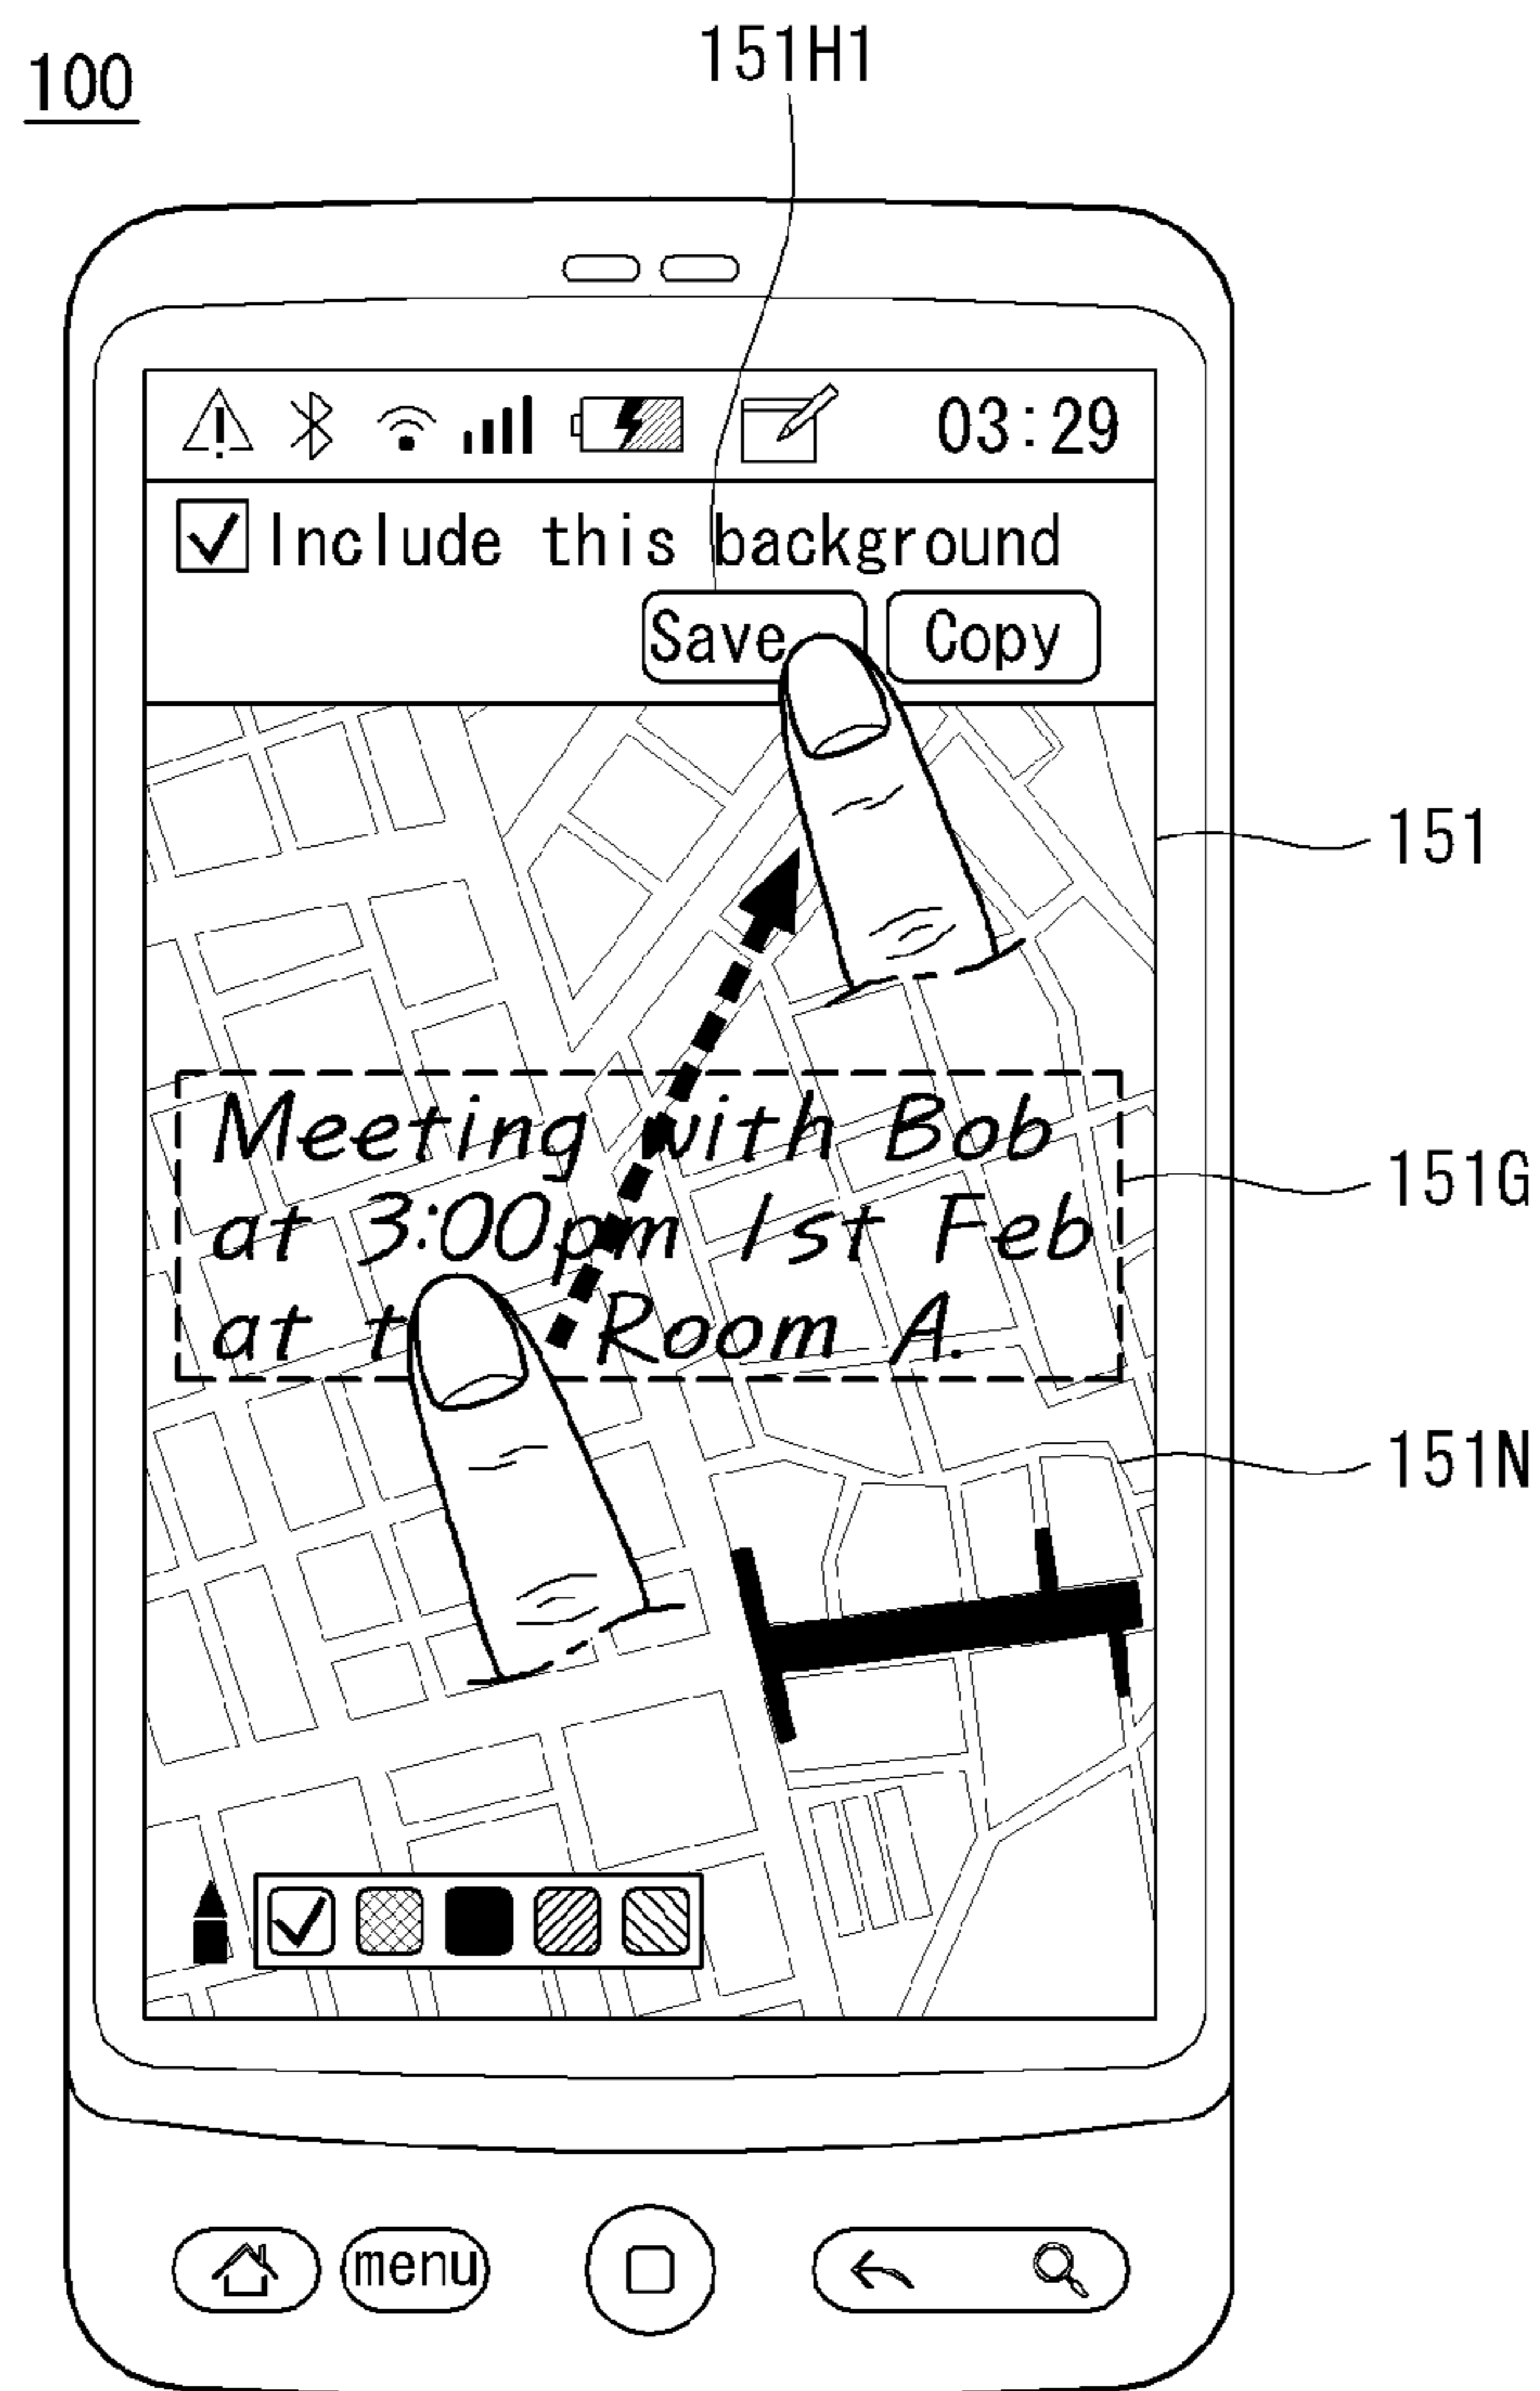 151H1
100
03:29
Include this background
Save
Copy
151
Meeting with Bob
151G
at 3:00pm 1st Feb
at t Room A.
151N
menu